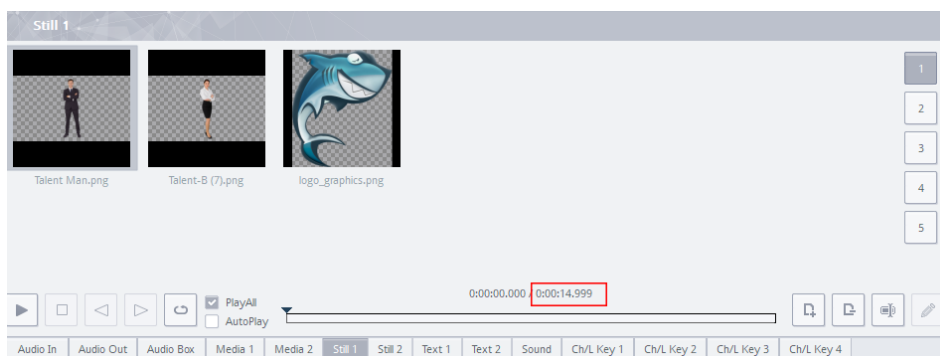 Still 1
1
2
3
4
5
Talent Man.png Talent-B (7).png logo_graphics.png
0:00:00.000 / 0:00:14.999
PlayAll
AutoPlay
Audio In Audio Out Audio Box Media 1 Media 2 Still 1 Still 2 Text 1 Text 2 Sound Ch/L Key 1 Ch/L Key 2 Ch/L Key 3 Ch/L Key 4